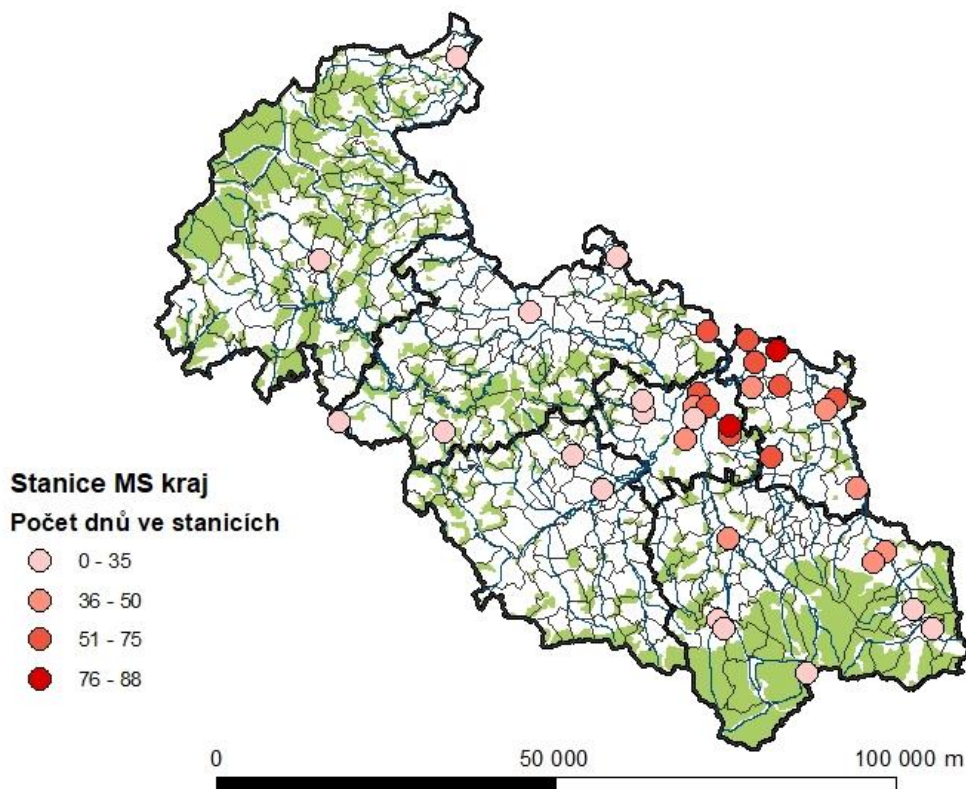 Stanice MS kraj
Počet dnů ve stanicích
0 - 35
36 - 50
51 - 75
76 - 88
0 50 000 100 000 m